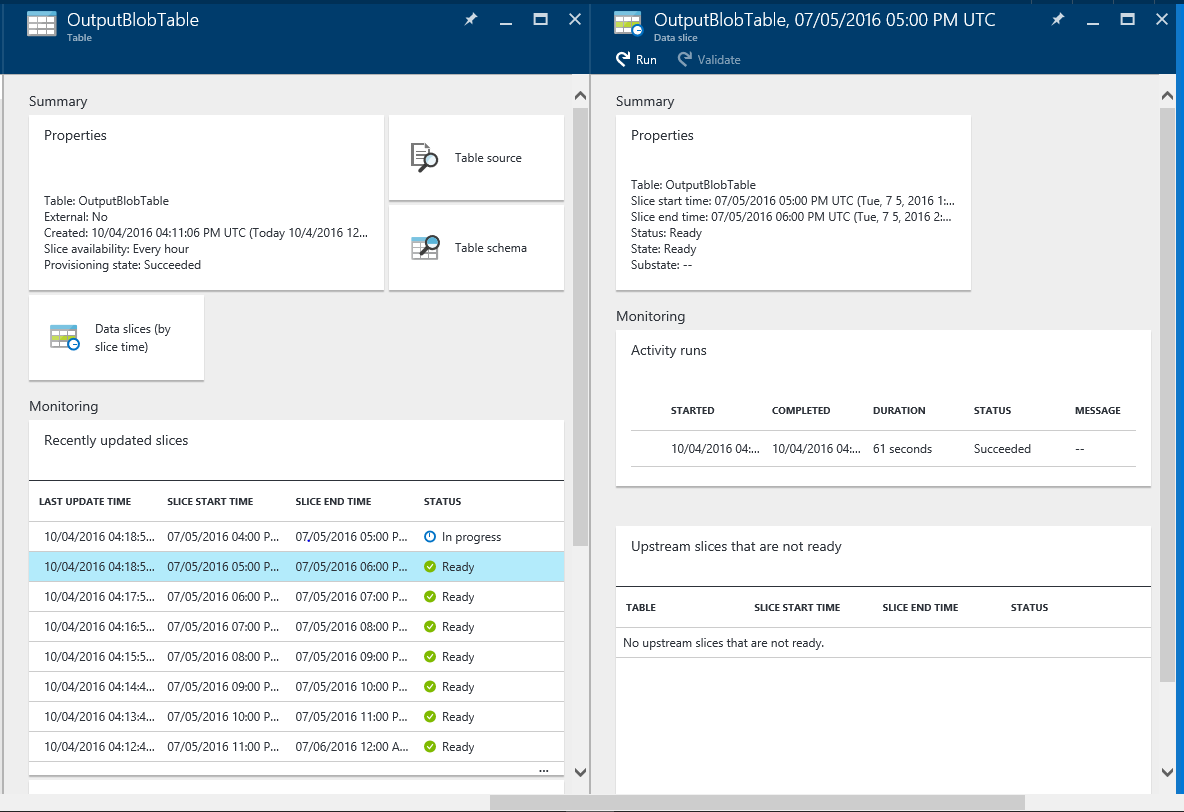 OutputBlobTable
Table
Summary
Properties
Table: OutputBlobTable
External: No
Created: 10/04/2016 04:11:06 PM UTC (Today 10/4/2016 12...
Slice availability: Every hour
Provisioning state: Succeeded
Table source
Table schema
Data slices (by
slice time)
Monitoring
Recently updated slices
LAST UPDATE TIME SLICE START TIME SLICE END TIME STATUS
10/04/2016 04:18:5... 07/05/2016 04:00 P... 07/05/2016 05:00 P... In progress
10/04/2016 04:18:5... 07/05/2016 05:00 P... 07/05/2016 06:00 P... Ready
10/04/2016 04:17:5... 07/05/2016 06:00 P... 07/05/2016 07:00 P... Ready
10/04/2016 04:16:5... 07/05/2016 07:00 P... 07/05/2016 08:00 P... Ready
10/04/2016 04:15:5... 07/05/2016 08:00 P... 07/05/2016 09:00 P... Ready
10/04/2016 04:14:4... 07/05/2016 09:00 P... 07/05/2016 10:00 P... Ready
10/04/2016 04:13:4... 07/05/2016 10:00 P... 07/05/2016 11:00 P... Ready
10/04/2016 04:12:4... 07/05/2016 11:00 P... 07/06/2016 12:00 A... Ready
...
OutputBlobTable, 07/05/2016 05:00 PM UTC
Data slice
Run Validate
Summary
Properties
Table: OutputBlobTable
Slice start time: 07/05/2016 05:00 PM UTC (Tue, 7 5, 2016 1:...
Slice end time: 07/05/2016 06:00 PM UTC (Tue, 7 5, 2016 2:...
Status: Ready
State: Ready
Substate: --
Monitoring
Activity runs
STARTED COMPLETED DURATION STATUS MESSAGE
10/04/2016 04:... 10/04/2016 04:... 61 seconds Succeeded --
Upstream slices that are not ready
TABLE SLICE START TIME SLICE END TIME STATUS
No upstream slices that are not ready.